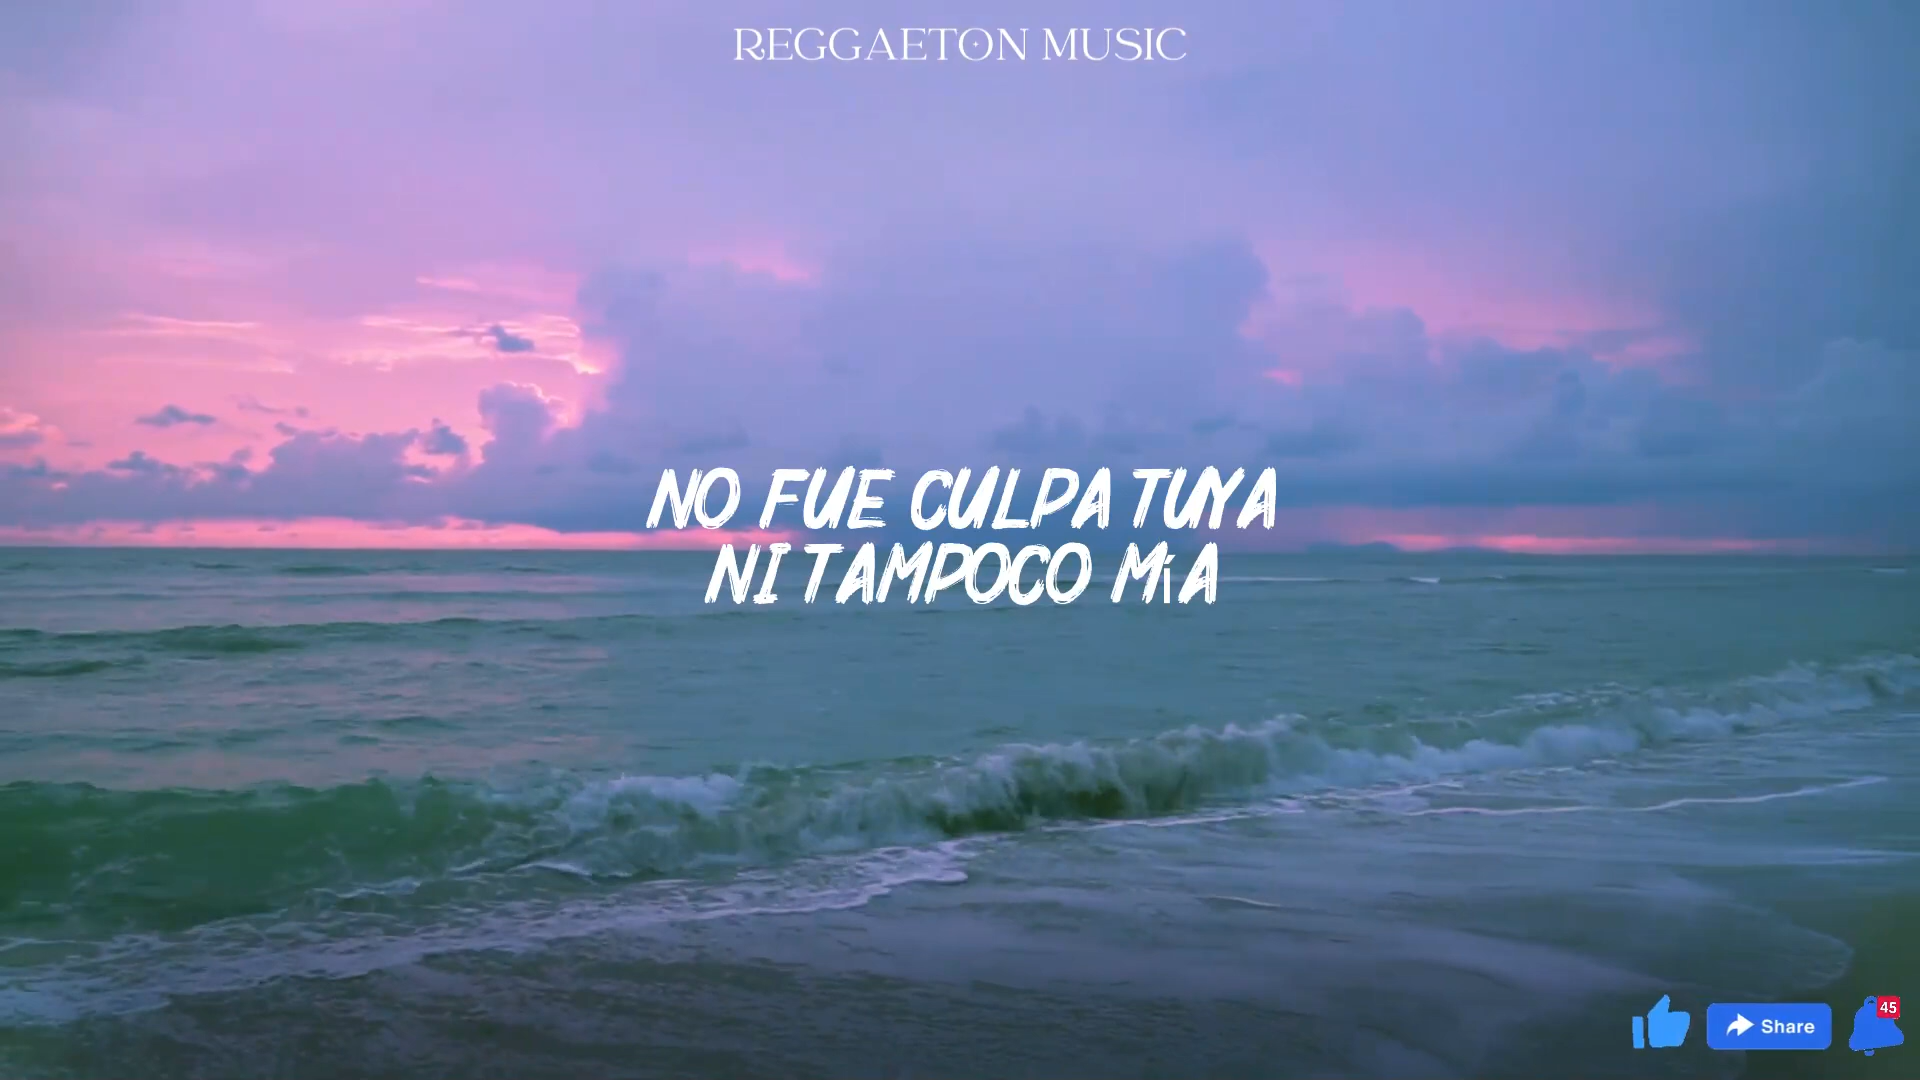 REGGAETON MUSIC
NO FUE CULPA TUYA
NI TAMPOCO MíA
45
Share